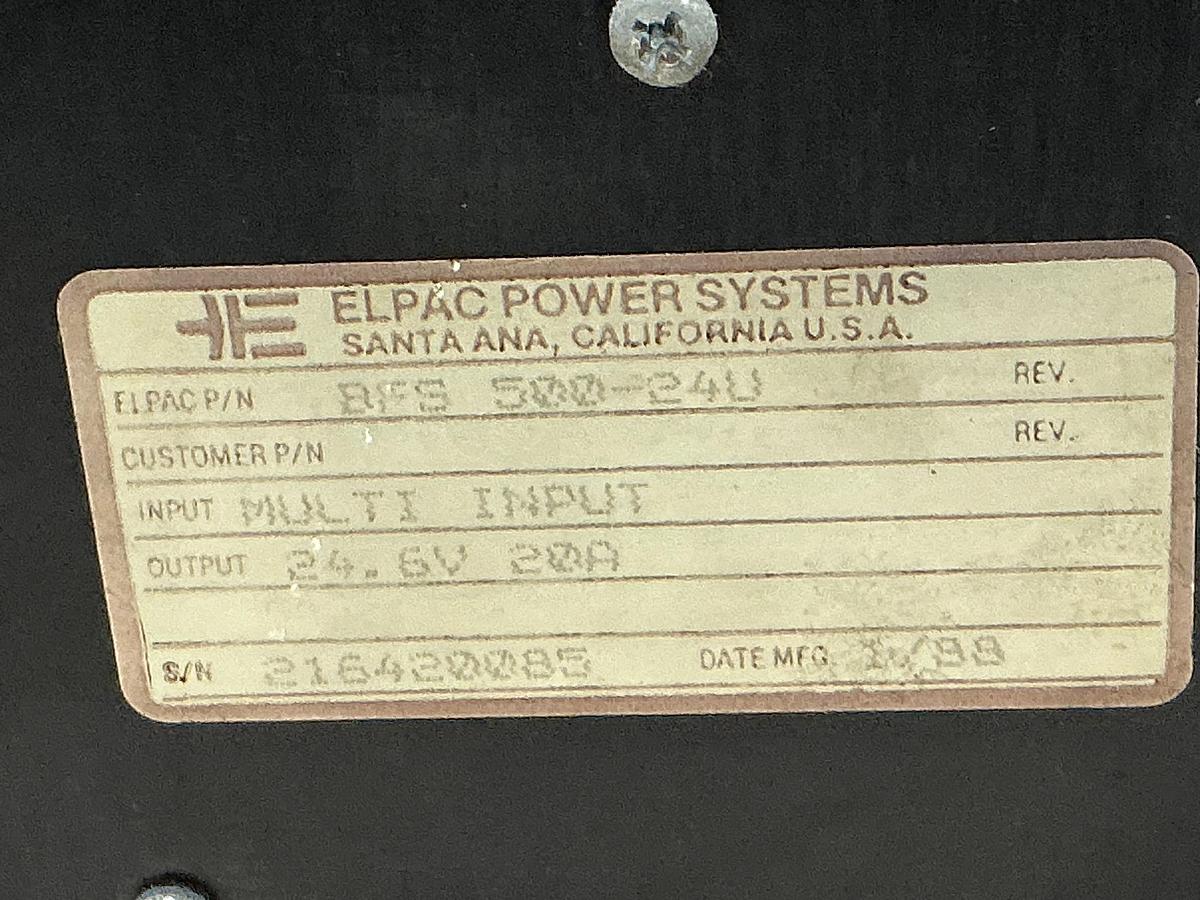 ELPAC POWER SYSTEMS
SANTA ANA, CALIFORNIA U.S.A.
ELPAC P/N BFS 500-24U REV.
CUSTOMER P/N REV.
INPUT MULTI INPUT
OUTPUT 24.6V 20A
S/N 216420085 DATE MFG.